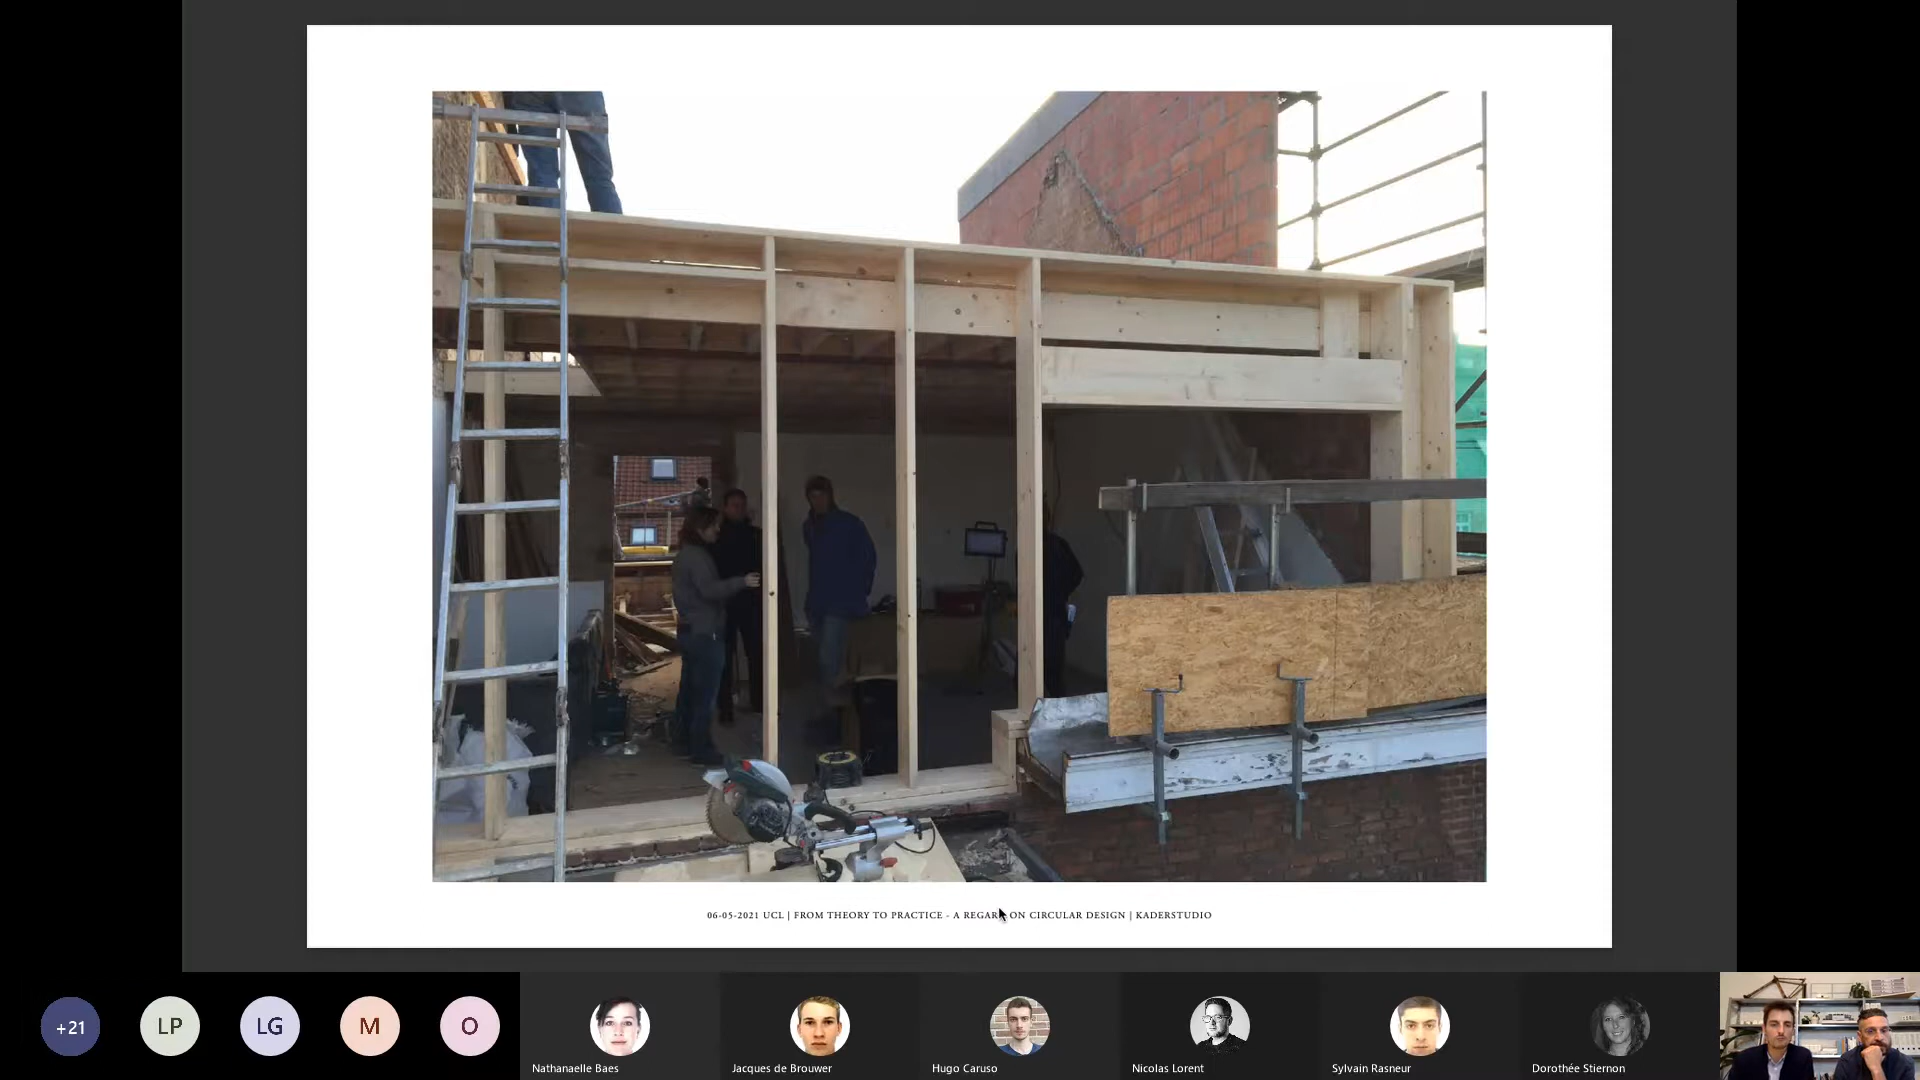 06-05-2021 UCL | FROM THEORY TO PRACTICE - A REGARD ON CIRCULAR DESIGN | KADERSTUDIO
+21
LP
LG
M
O
Nathanaelle Baes
Jacques de Brouwer
Hugo Caruso
Nicolas Lorent
Sylvain Rasneur
Dorothée Stiernon